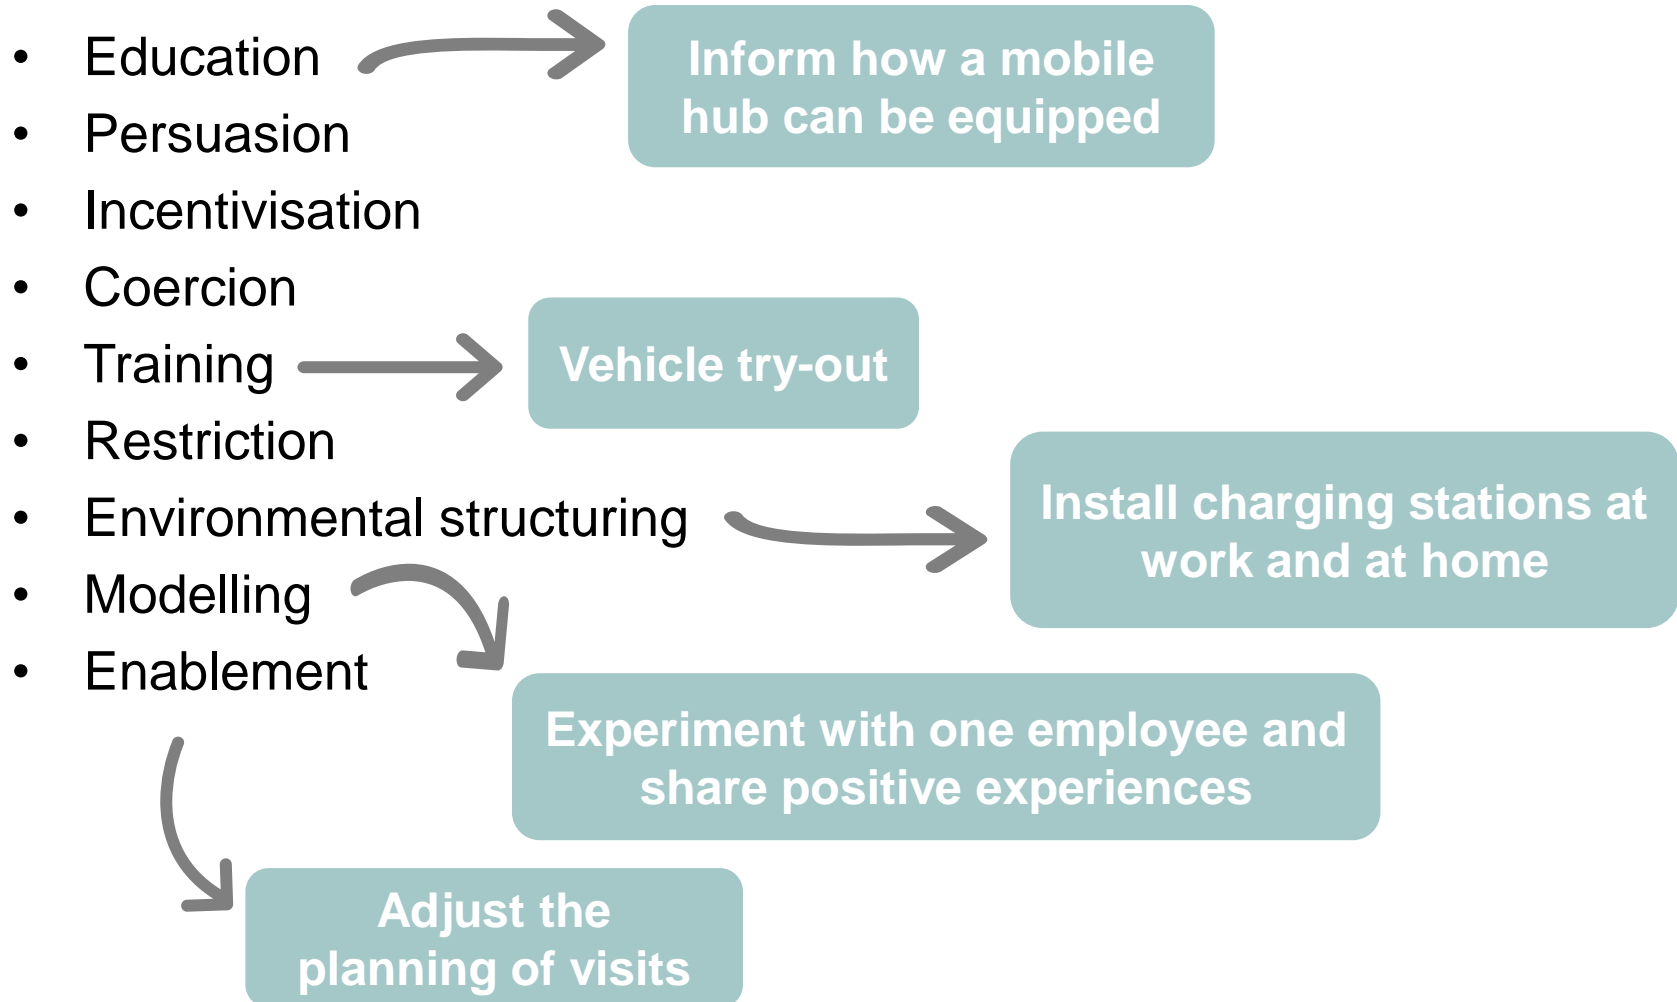 • Education
Inform how a mobile
hub can be equipped
• Persuasion
• Incentivisation
• Coercion
• Training
Vehicle try-out
• Restriction
• Environmental structuring
Install charging stations at
work and at home
• Modelling
• Enablement
Experiment with one employee and
share positive experiences
Adjust the
planning of visits